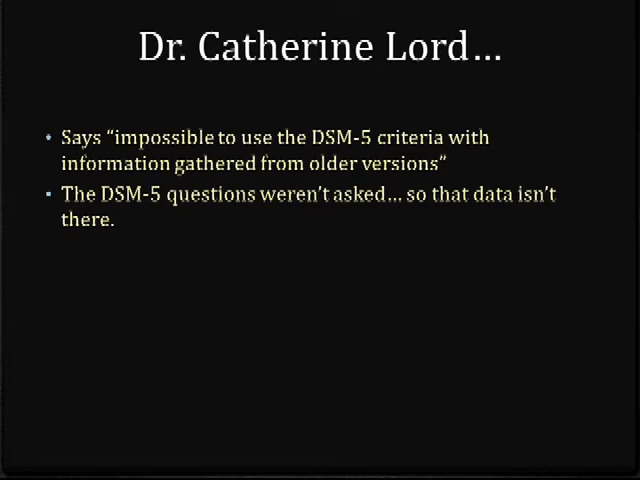 Dr. Catherine Lord…
• Says “impossible to use the DSM-5 criteria with
information gathered from older versions”
• The DSM-5 questions weren’t asked… so that data isn’t
there.